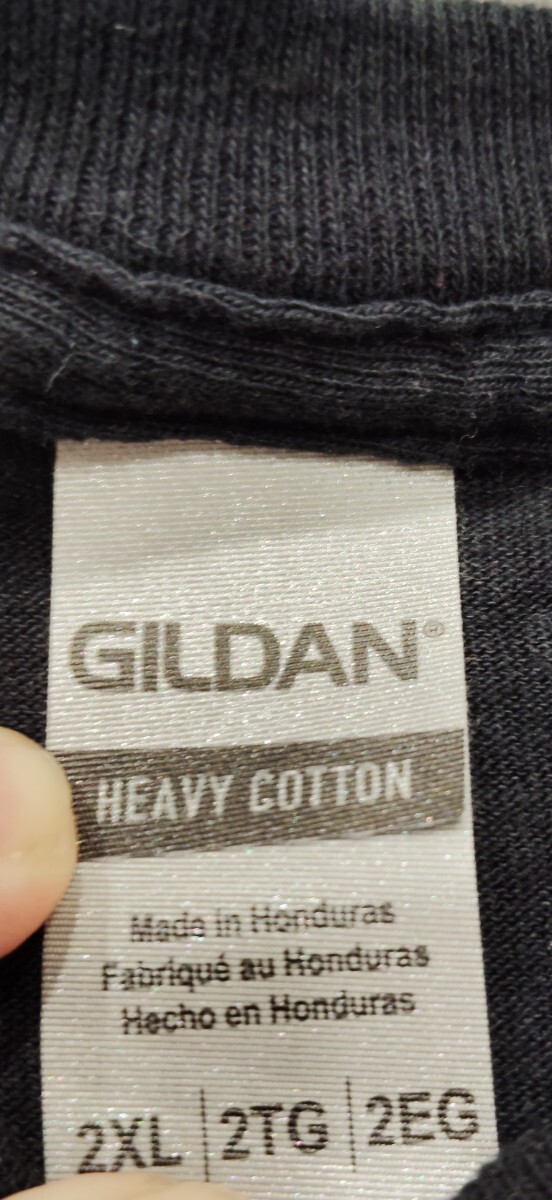 GILDAN®
HEAVY COTTON
Made in Honduras
Fabriqué au Honduras
Hecho en Honduras
2XL | 2TG | 2EG